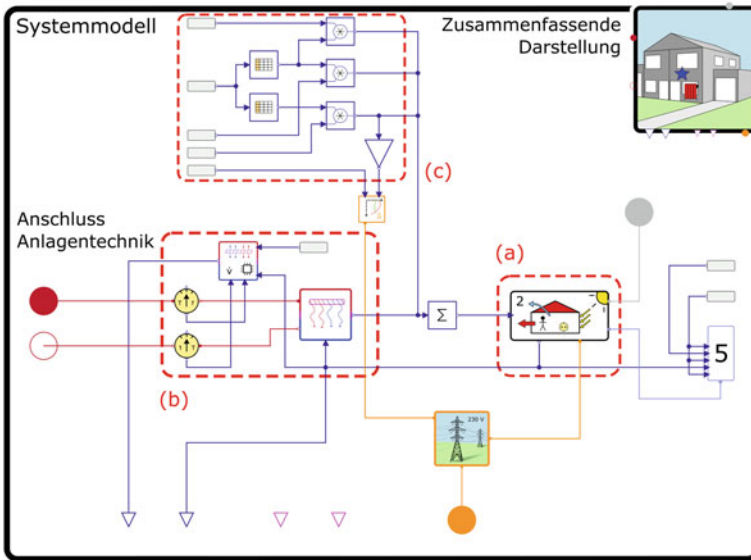 Systemmodell
Zusammenfassende
Darstellung
(c)
Anschluss
Anlagentechnik
(a)
2
Σ
5
(b)
230 V